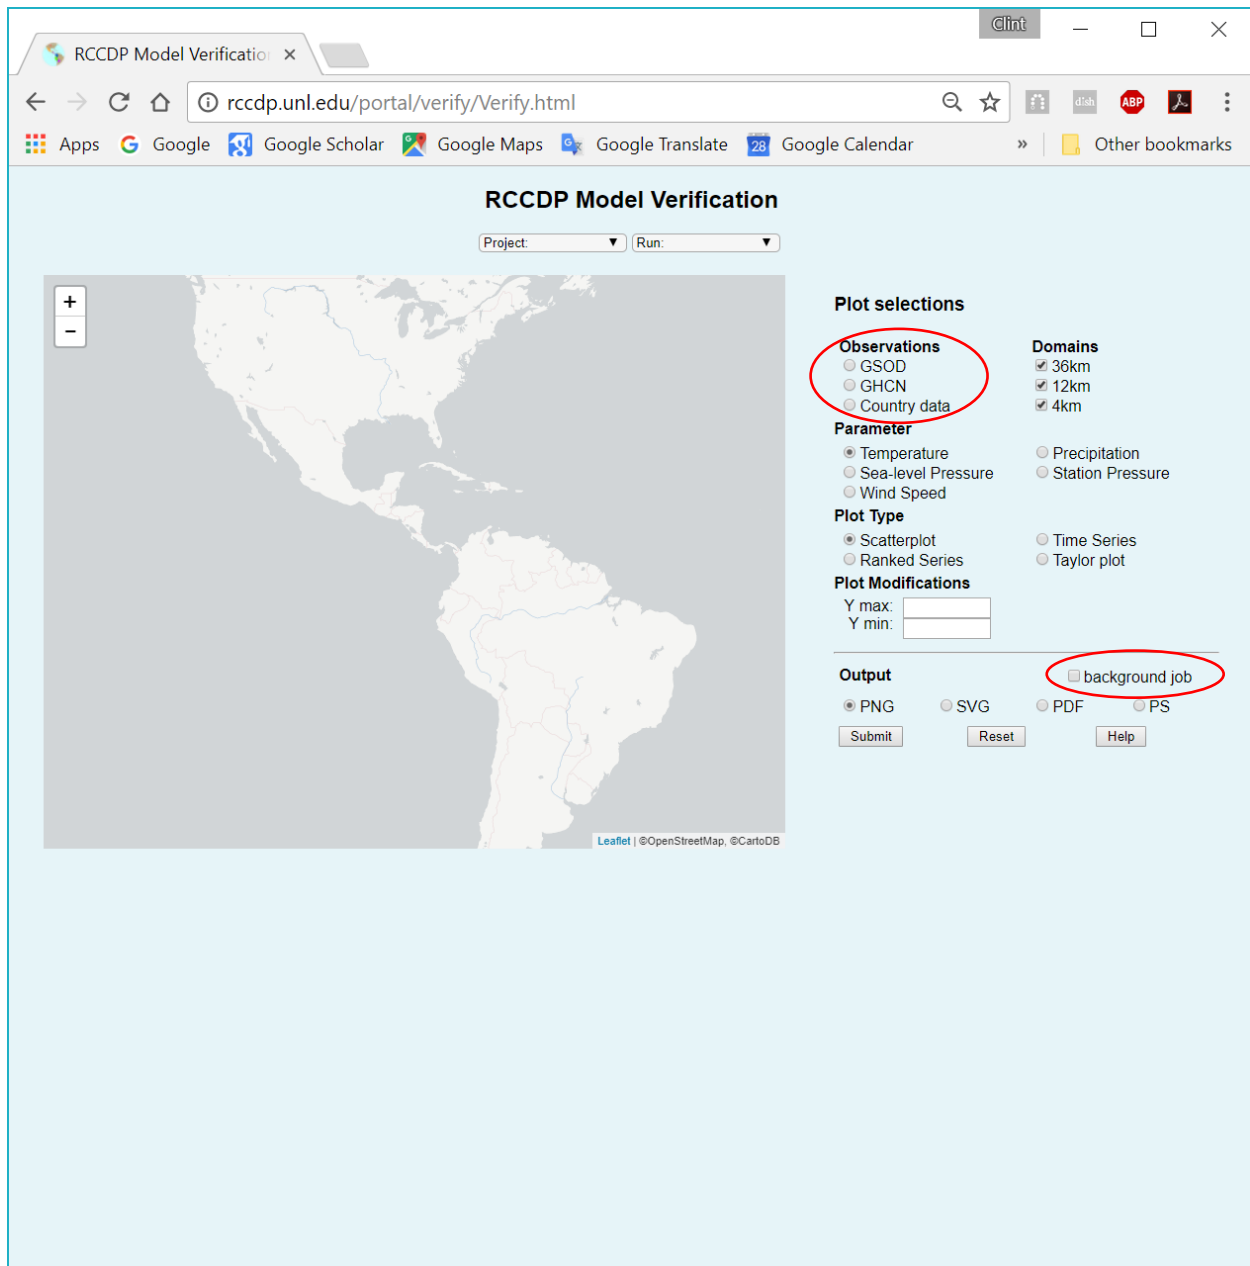 Clint
RCCDP Model Verificatio
rccdp.unl.edu/portal/verify/Verify.html
dish
ABP
Apps
G Google
Google Scholar
Google Maps
Google Translate
28 Google Calendar
»
Other bookmarks
RCCDP Model Verification
Project: ▼ Run: ▼
+
−
Plot selections
Observations Domains
GSOD 36km
GHCN 12km
Country data 4km
Parameter
Temperature Precipitation
Sea-level Pressure Station Pressure
Wind Speed
Plot Type
Scatterplot Time Series
Ranked Series Taylor plot
Plot Modifications
Y max:
Y min:
Output background job
PNG SVG PDF PS
Submit Reset Help
Leaflet | ©OpenStreetMap, ©CartoDB